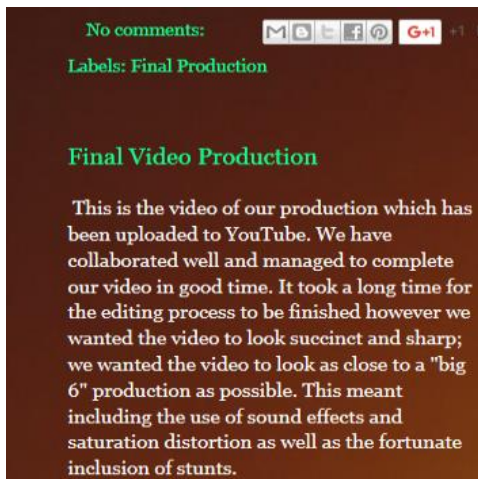 No comments: G+1 +1
Labels: Final Production
Final Video Production
This is the video of our production which has
been uploaded to YouTube. We have
collaborated well and managed to complete
our video in good time. It took a long time for
the editing process to be finished however we
wanted the video to look succinct and sharp;
we wanted the video to look as close to a "big
6" production as possible. This meant
including the use of sound effects and
saturation distortion as well as the fortunate
inclusion of stunts.